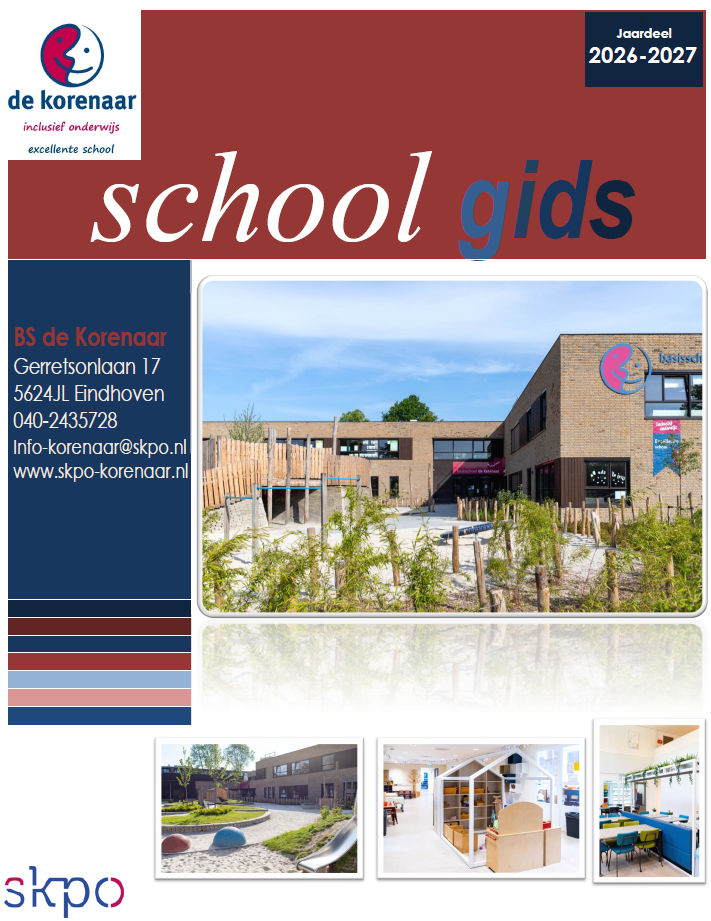 Jaardeel
2026-2027
de korenaar
inclusief onderwijs
excellente school
school gids
BS de Korenaar
Gerretsonlaan 17
5624JL Eindhoven
040-2435728
Info-korenaar@skpo.nl
www.skpo-korenaar.nl
basissch
skpo